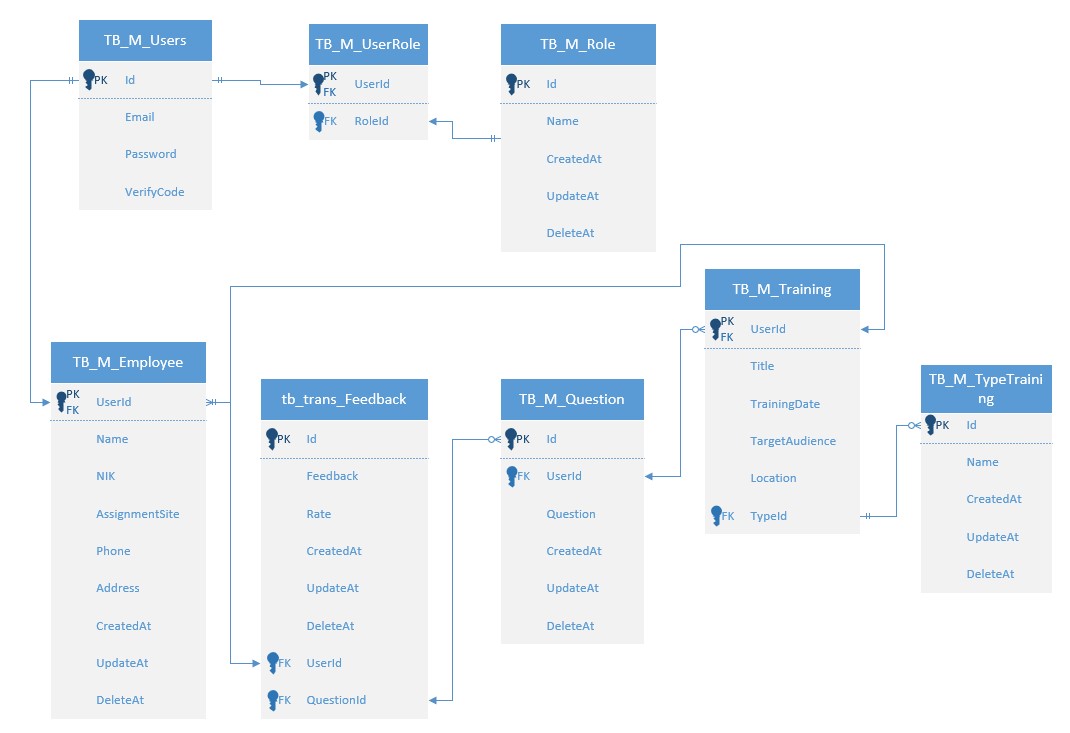 TB_M_Users
PK Id
Email
Password
VerifyCode
TB_M_UserRole
PK
FK UserId
FK RoleId
TB_M_Role
PK Id
Name
CreatedAt
UpdateAt
DeleteAt
TB_M_Employee
PK
FK UserId
Name
NIK
AssignmentSite
Phone
Address
CreatedAt
UpdateAt
DeleteAt
tb_trans_Feedback
PK Id
Feedback
Rate
CreatedAt
UpdateAt
DeleteAt
FK UserId
FK QuestionId
TB_M_Question
PK Id
FK UserId
Question
CreatedAt
UpdateAt
DeleteAt
TB_M_Training
PK
FK UserId
Title
TrainingDate
TargetAudience
Location
FK TypeId
TB_M_TypeTraini
ng
PK Id
Name
CreatedAt
UpdateAt
DeleteAt